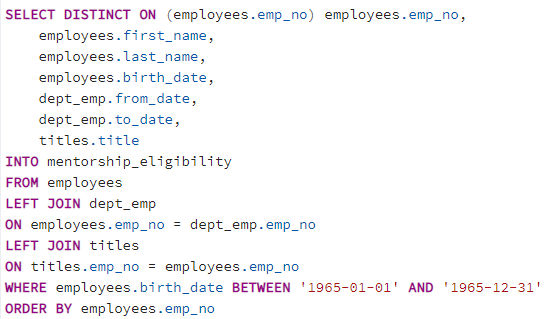 SELECT DISTINCT ON (employees.emp_no) employees.emp_no,
employees.first_name,
employees.last_name,
employees.birth_date,
dept_emp.from_date,
dept_emp.to_date,
titles.title
INTO mentorship_eligibility
FROM employees
LEFT JOIN dept_emp
ON employees.emp_no = dept_emp.emp_no
LEFT JOIN titles
ON titles.emp_no = employees.emp_no
WHERE employees.birth_date BETWEEN '1965-01-01' AND '1965-12-31'
ORDER BY employees.emp_no